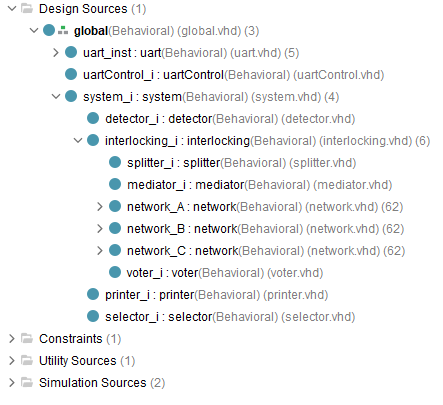 Design Sources (1)
global(Behavioral) (global.vhd) (3)
uart_inst : uart(Behavioral) (uart.vhd) (5)
uartControl_i : uartControl(Behavioral) (uartControl.vhd)
system_i : system(Behavioral) (system.vhd) (4)
detector_i : detector(Behavioral) (detector.vhd)
interlocking_i : interlocking(Behavioral) (interlocking.vhd) (6)
splitter_i : splitter(Behavioral) (splitter.vhd)
mediator_i : mediator(Behavioral) (mediator.vhd)
network_A : network(Behavioral) (network.vhd) (62)
network_B : network(Behavioral) (network.vhd) (62)
network_C : network(Behavioral) (network.vhd) (62)
voter_i : voter(Behavioral) (voter.vhd)
printer_i : printer(Behavioral) (printer.vhd)
selector_i : selector(Behavioral) (selector.vhd)
Constraints (1)
Utility Sources (1)
Simulation Sources (2)